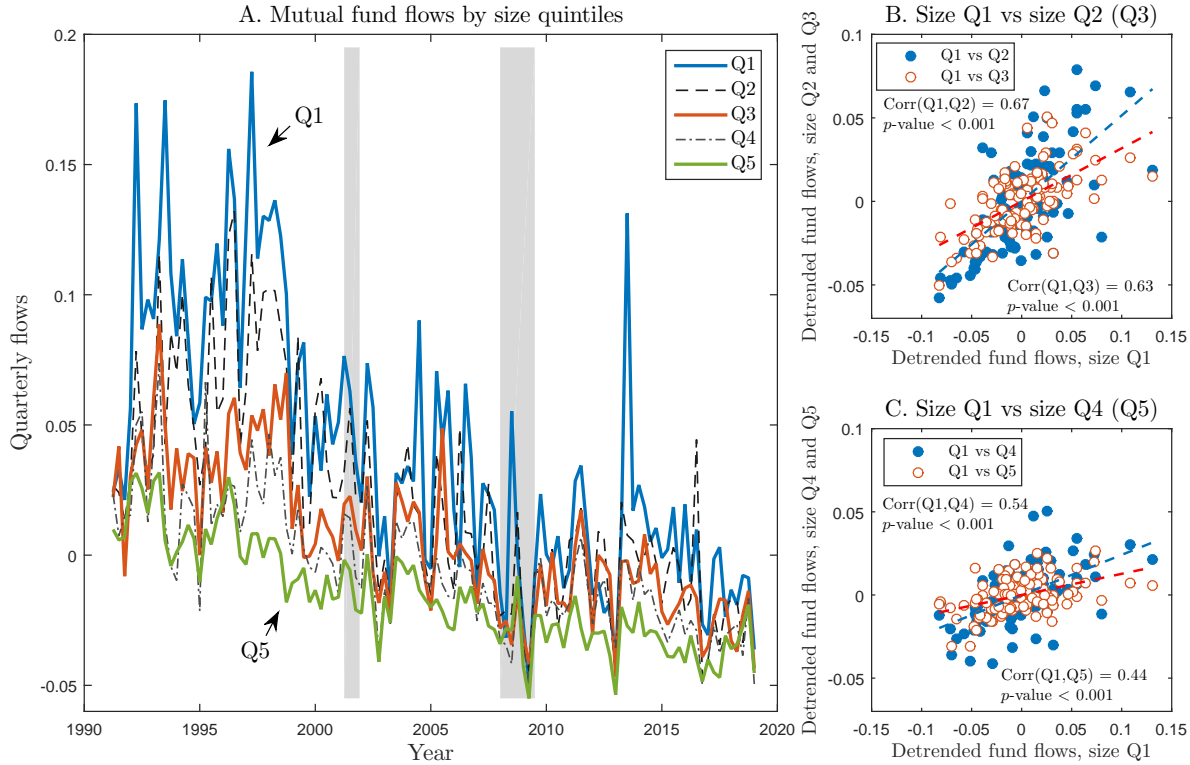 A. Mutual fund flows by size quintiles
0.2
0.15
0.1
0.05
0
-0.05
Quarterly flows
1990
1995
2000
2005
2010
2015
2020
Year
Q1
Q5
Q1
Q2
Q3
Q4
Q5
B. Size Q1 vs size Q2 (Q3)
0.1
0.05
0
-0.05
Detrended fund flows, size Q2 and Q3
Q1 vs Q2
Q1 vs Q3
Corr(Q1,Q2) = 0.67
p-value < 0.001
Corr(Q1,Q3) = 0.63
p-value < 0.001
-0.15
-0.1
-0.05
0
0.05
0.1
0.15
Detrended fund flows, size Q1
C. Size Q1 vs size Q4 (Q5)
0.1
0.05
0
-0.05
-0.1
Detrended fund flows, size Q4 and Q5
Q1 vs Q4
Q1 vs Q5
Corr(Q1,Q4) = 0.54
p-value < 0.001
Corr(Q1,Q5) = 0.44
p-value < 0.001
-0.15
-0.1
-0.05
0
0.05
0.1
0.15
Detrended fund flows, size Q1